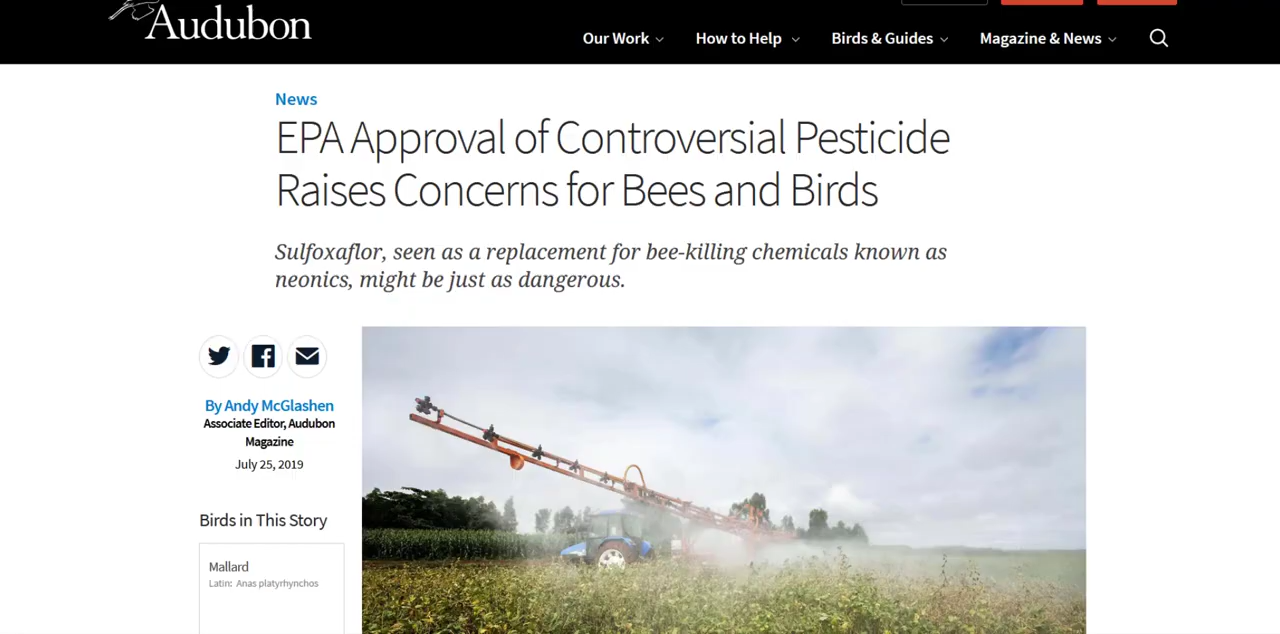 Audubon
Our Work
How to Help
Birds & Guides
Magazine & News
News
EPA Approval of Controversial Pesticide
Raises Concerns for Bees and Birds
Sulfoxaflor, seen as a replacement for bee-killing chemicals known as
neonics, might be just as dangerous.
By Andy McGlashen
Associate Editor, Audubon
Magazine
July 25, 2019
Birds in This Story
Mallard
Latin: Anas platyrhynchos